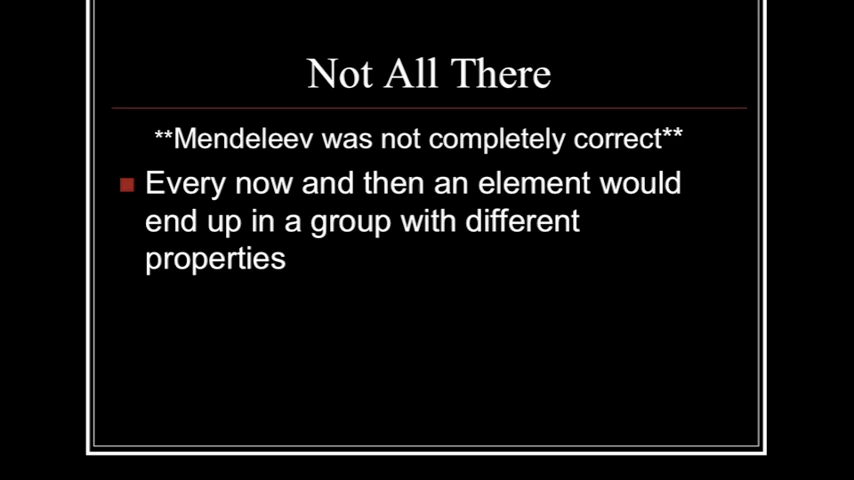 Not All There
**Mendeleev was not completely correct**
Every now and then an element would
end up in a group with different
properties